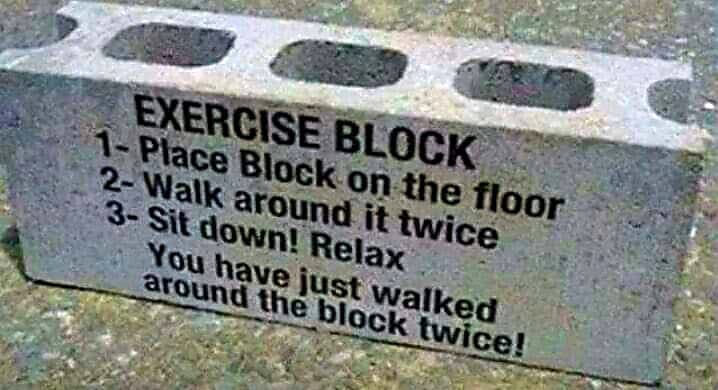 EXERCISE BLOCK
1- Place Block on the floor
2- Walk around it twice
3- Sit down! Relax
You have just walked
around the block twice!